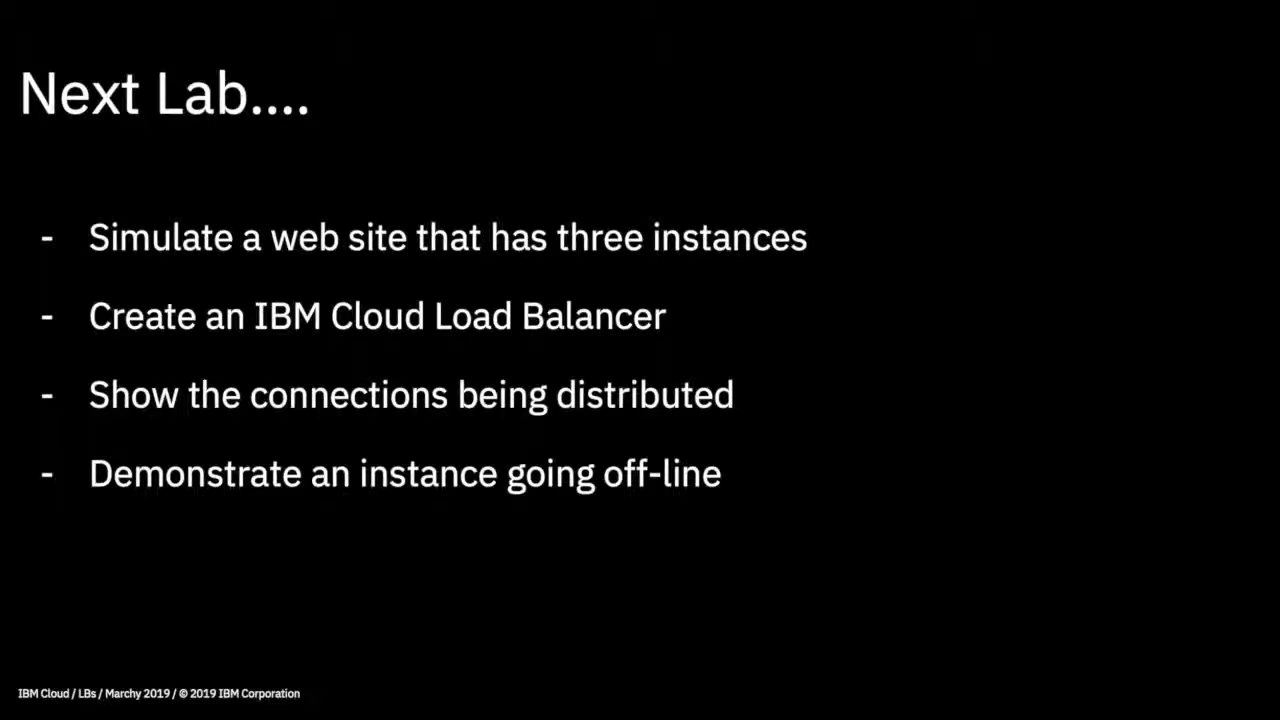 Next Lab....
- Simulate a web site that has three instances
- Create an IBM Cloud Load Balancer
- Show the connections being distributed
- Demonstrate an instance going off-line
IBM Cloud / LBs / Marchy 2019 / © 2019 IBM Corporation